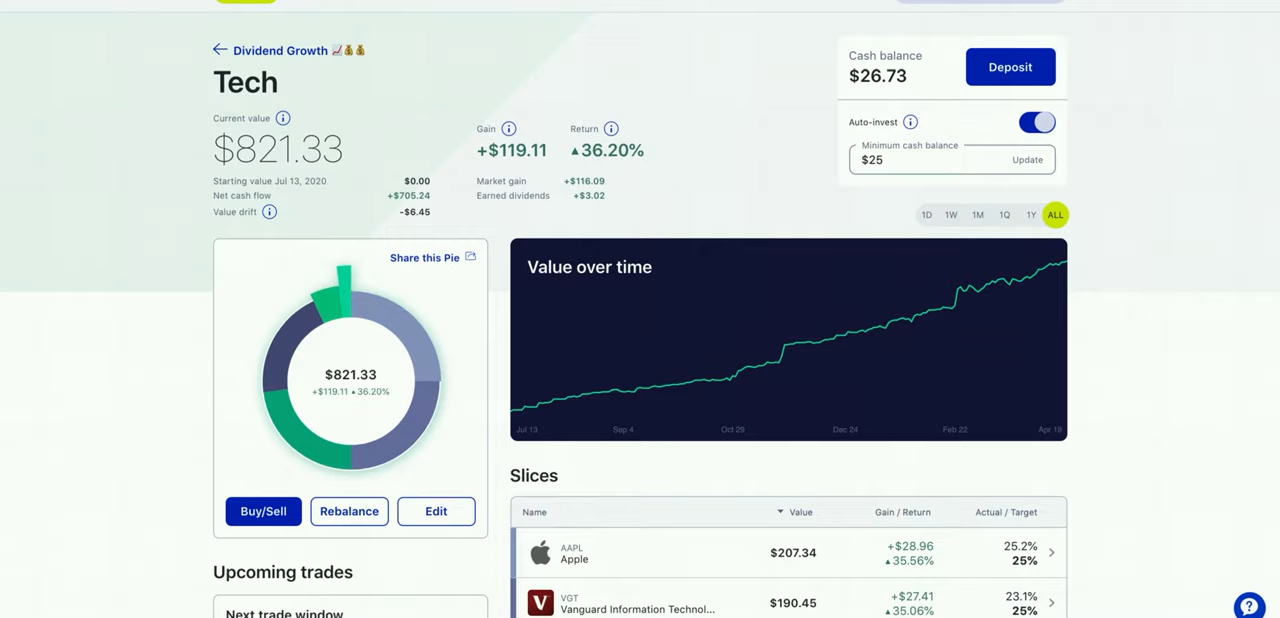 Dividend Growth 📈💰💰
Tech
Current value
$821.33
Starting value Jul 13, 2020 $0.00
Net cash flow +$705.24
Value drift -$6.45
Gain
+$119.11
Return
▲36.20%
Market gain +$116.09
Earned dividends +$3.02
Cash balance
$26.73
Deposit
Auto-invest
Minimum cash balance
$25 Update
1D 1W 1M 1Q 1Y ALL
Share this Pie
$821.33
+$119.11 ▲36.20%
Buy/Sell Rebalance Edit
Value over time
Jul 13 Sep 4 Oct 29 Dec 24 Feb 22 Apr 19
Slices
Name ▼ Value Gain / Return Actual / Target
AAPL
Apple
$207.34
+$28.96
▲35.56%
25.2%
25%
VGT
Vanguard Information Technol...
$190.45
+$27.41
▲35.06%
23.1%
25%
Upcoming trades
Next trade window